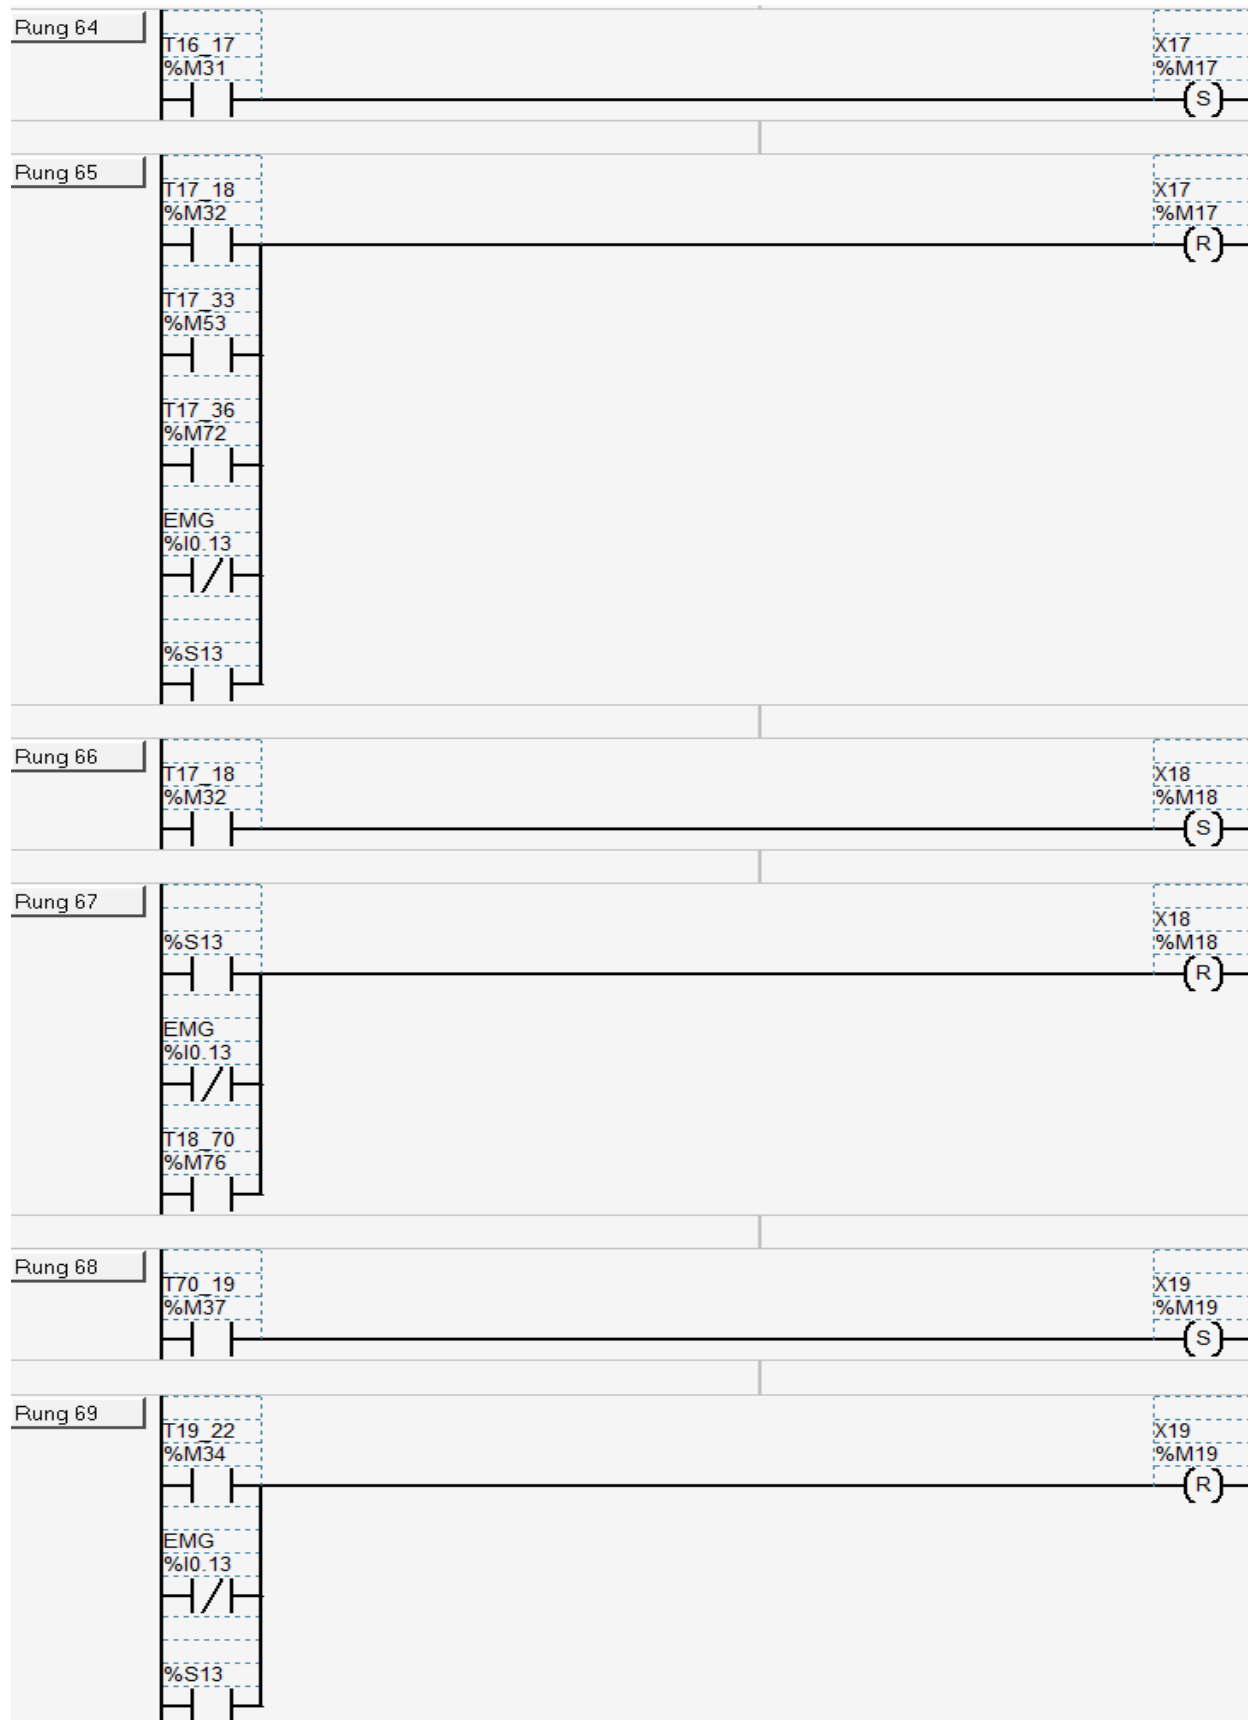 Rung 64
T16_17
X17
%M31
%M17
S
Rung 65
T17_18
X17
%M32
%M17
R
T17_33
%M53
T17_36
%M72
EMG
%I0.13
%S13
Rung 66
T17_18
X18
%M32
%M18
S
Rung 67
X18
%S13
%M18
R
EMG
%I0.13
T18_70
%M76
Rung 68
T70_19
X19
%M37
%M19
S
Rung 69
T19_22
X19
%M34
%M19
R
EMG
%I0.13
%S13